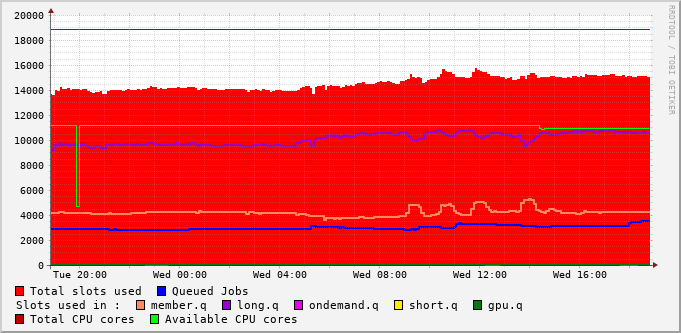 RRDTOOL / TOBI OETIKER
20000
18000
16000
14000
12000
10000
8000
6000
4000
2000
0
Tue 20:00 Wed 00:00 Wed 04:00 Wed 08:00 Wed 12:00 Wed 16:00
Total slots used Queued Jobs
Slots used in : member.q long.q ondemand.q short.q gpu.q
Total CPU cores Available CPU cores